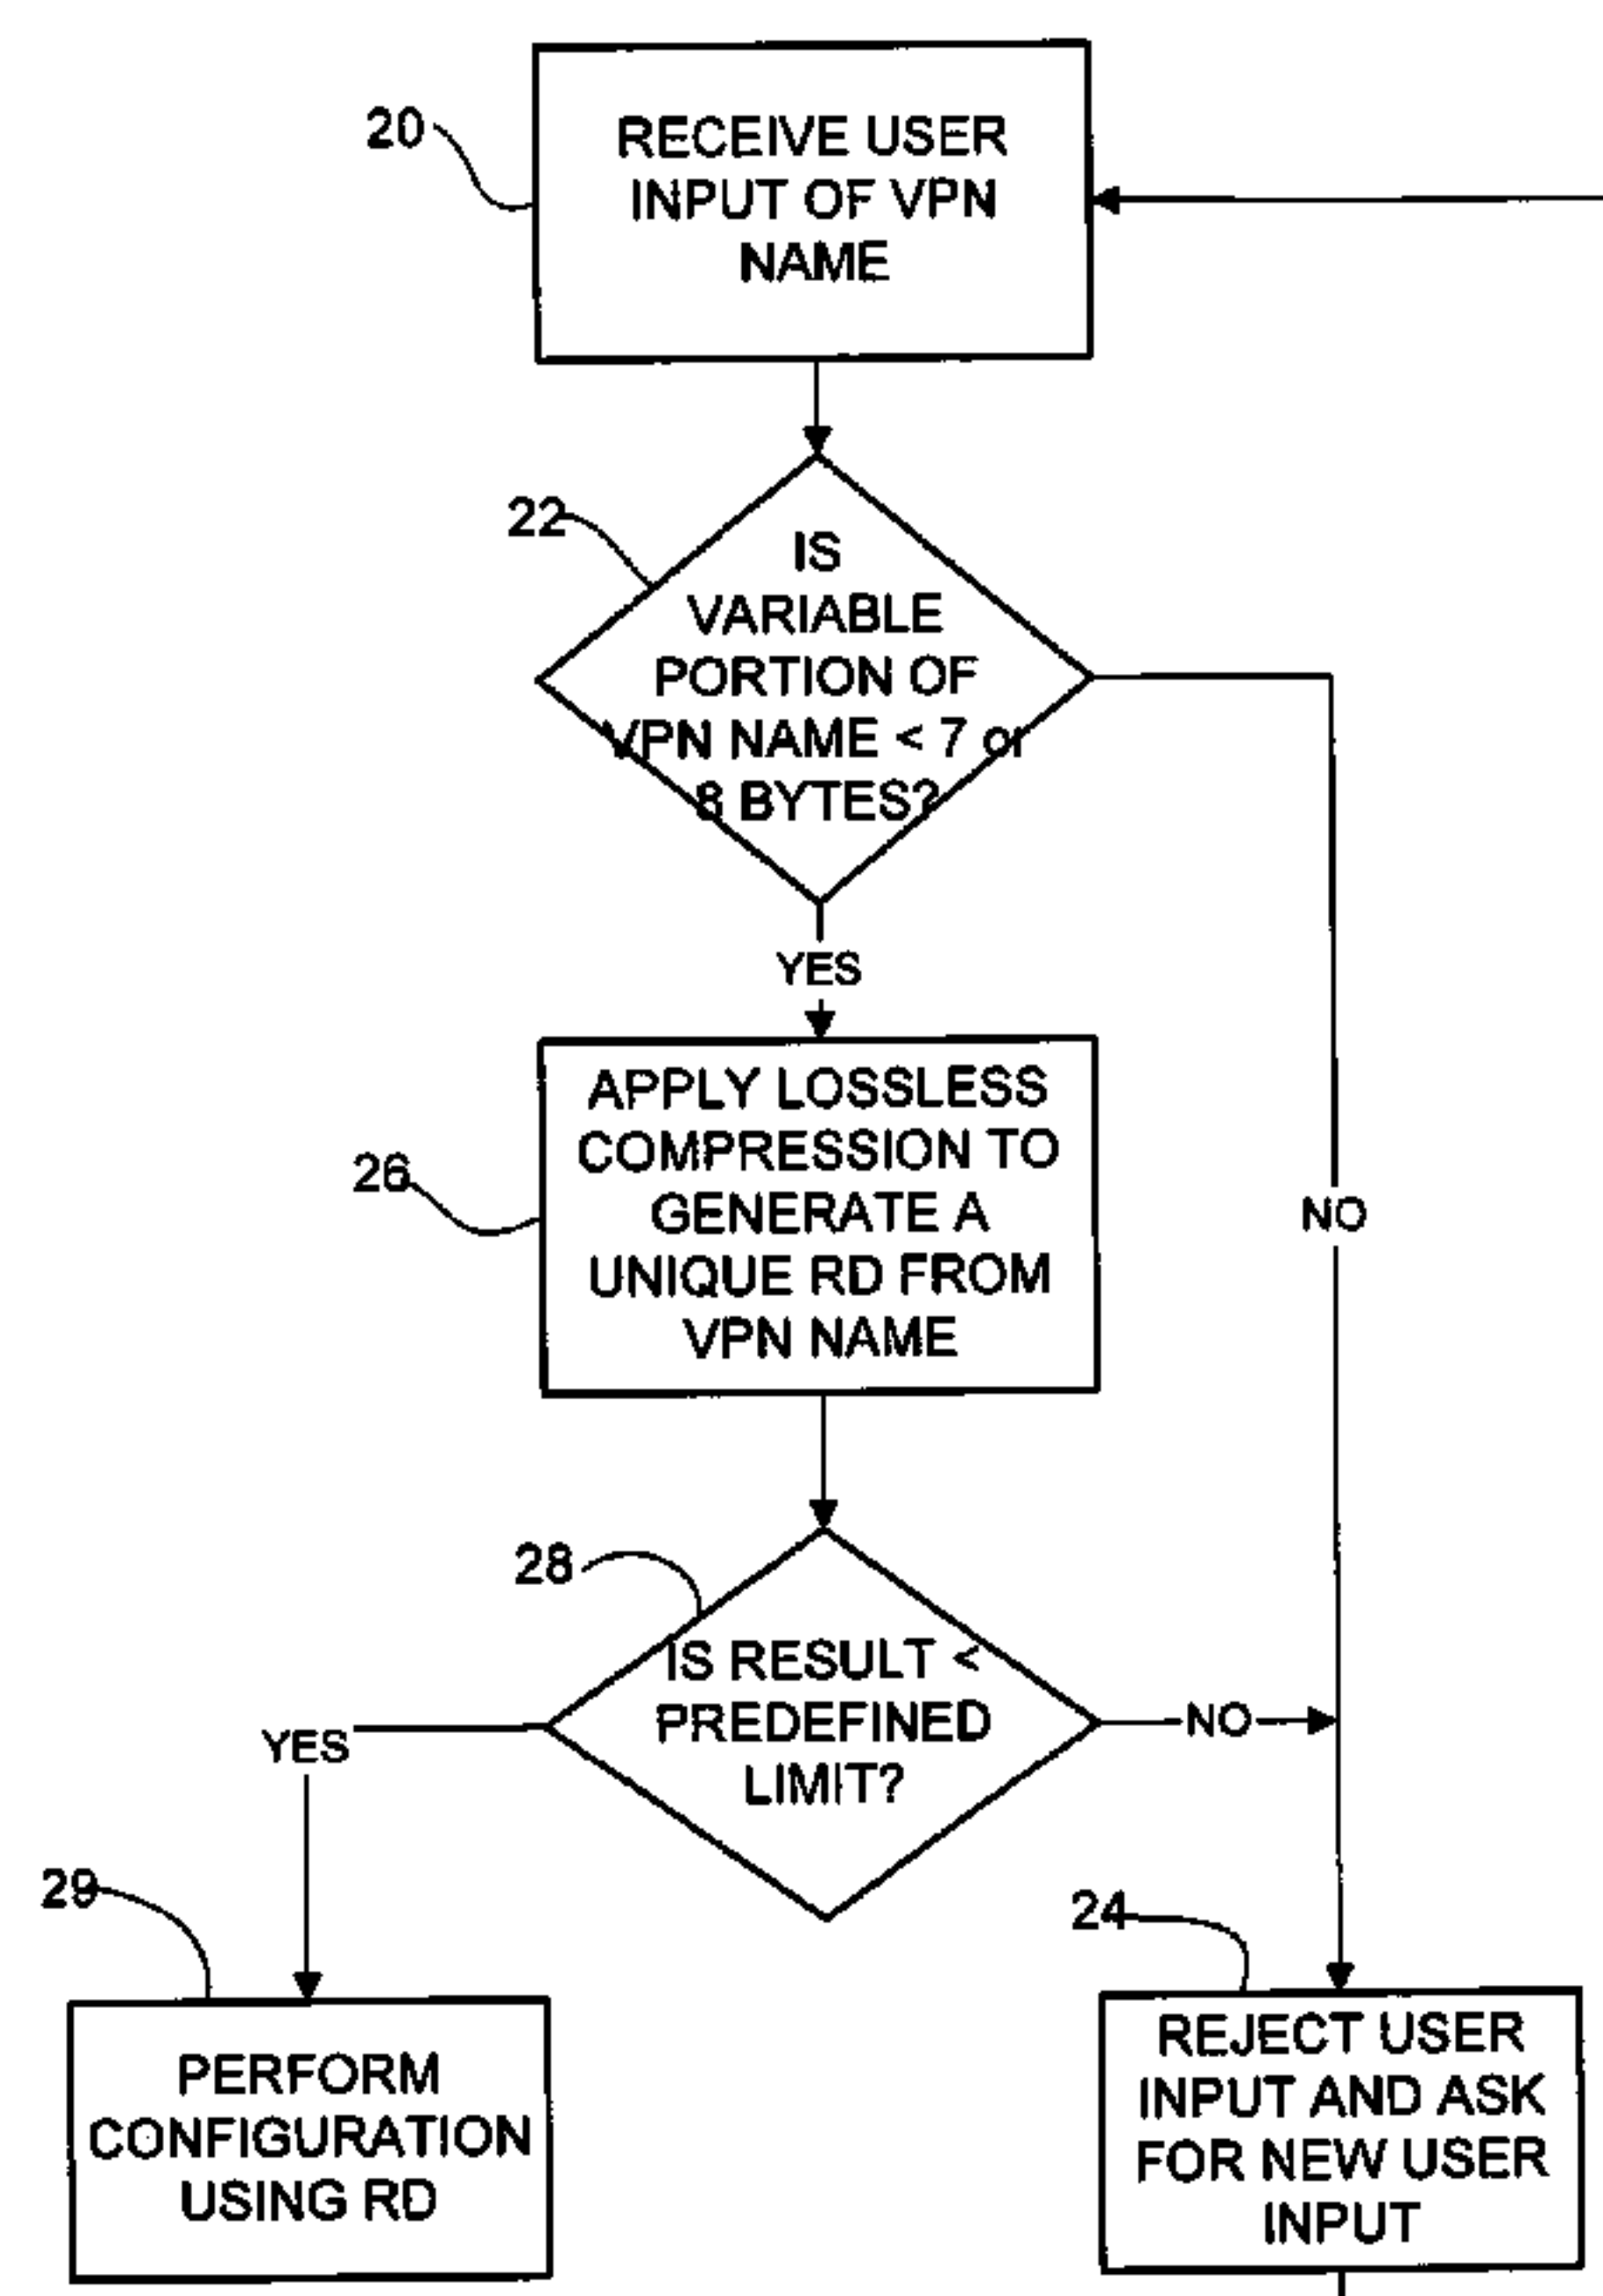 20
RECEIVE USER
INPUT OF VPN
NAME
22
IS
VARIABLE
PORTION OF
VPN NAME < 7 or
8 BYTES?
YES
26
APPLY LOSSLESS
COMPRESSION TO
GENERATE A
UNIQUE RD FROM
VPN NAME
NO
28
IS RESULT <
PREDEFINED
LIMIT?
NO
YES
29
PERFORM
CONFIGURATION
USING RD
24
REJECT USER
INPUT AND ASK
FOR NEW USER
INPUT